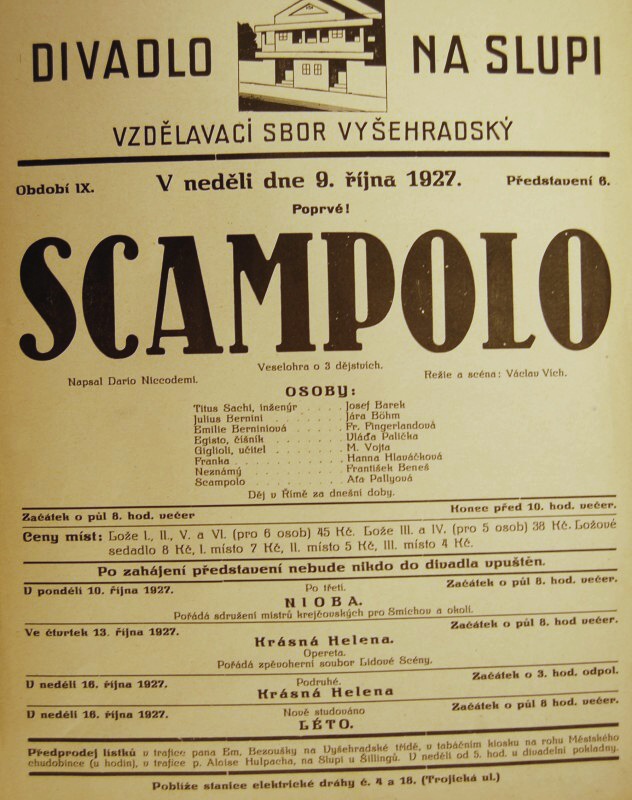 DIVADLO NA SLUPI
VZDĚLAVACÍ SBOR VYŠEHRADSKÝ
Období IX. V neděli dne 9. října 1927. Představení 6.
Poprvé!
SCAMPOLO
Veselohra o 3 dějstvích.
Napsal Dario Niccodemi. Režie a scéna: Václav Vich.
OSOBY:
Titus Sachi, inženýr . . . . . Josef Barek
Julius Bernini . . . . . . . Jára Böhm
Emilie Berniniová . . . . . Fr. Fingerlandová
Egisto, číšník . . . . . . . Vláďa Palička
Giglioli, učitel . . . . . . . M. Vojta
Franka . . . . . . . . . Hanna Hlaváčková
Neznámý . . . . . . . . František Beneš
Scampolo . . . . . . . . Ata Pallyová
Děj v Římě za dnešní doby.
Začátek o půl 8. hod. večer Konec před 10. hod. večer.
Ceny míst: Lože I., II., V. a VI. (pro 6 osob) 45 Kč. Lože III. a IV. (pro 5 osob) 38 Kč. Ložové
sedadlo 8 Kč, I. místo 7 Kč, II. místo 5 Kč, III. místo 4 Kč.
Po zahájení představení nebude nikdo do divadla vpuštěn.
V pondělí 10. října 1927. Po třetí. Začátek o půl 8. hod. večer.
NIOBA.
Pořádá sdružení mistrů krejčovských pro Smíchov a okolí.
Ve čtvrtek 13. října 1927. Začátek o půl 8. hod. večer.
Krásná Helena.
Opereta.
Pořádá zpěvoherní soubor Lidové Scény.
V neděli 16. října 1927. Podruhé. Začátek o 3. hod. odpol.
Krásná Helena
V neděli 16. října 1927. Nově studováno Začátek o půl 8 hod. večer.
LÉTO.
Předprodej lístků v trafice pana Em. Bezoušky na Vyšehradské třídě, v tabáčním kiosku na rohu Městského
chudobince (u hodin), v trafice p. Aloise Hulpacha, na Slupi u Šillingů. V neděli od 5. hod. u divadelní pokladny.
Poblíže stanice elektrické dráhy č. 4 a 18. (Trojická ul.)